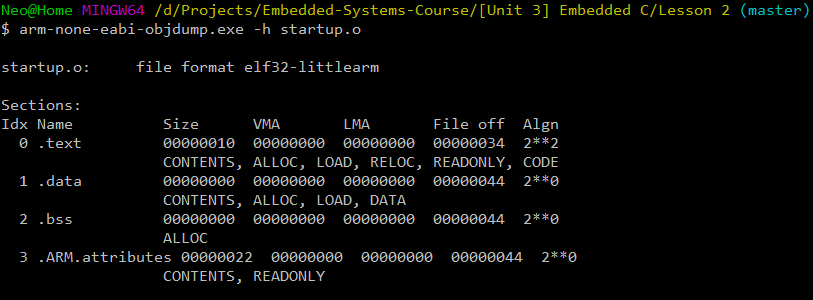 Neo@Home MINGW64 /d/Projects/Embedded-Systems-Course/[Unit 3] Embedded C/Lesson 2 (master)
$ arm-none-eabi-objdump.exe -h startup.o
startup.o:     file format elf32-littlearm
Sections:
Idx Name          Size      VMA       LMA       File off  Algn
  0 .text         00000010  00000000  00000000  00000034  2**2
                  CONTENTS, ALLOC, LOAD, RELOC, READONLY, CODE
  1 .data         00000000  00000000  00000000  00000044  2**0
                  CONTENTS, ALLOC, LOAD, DATA
  2 .bss          00000000  00000000  00000000  00000044  2**0
                  ALLOC
  3 .ARM.attributes 00000022  00000000  00000000  00000044  2**0
                  CONTENTS, READONLY